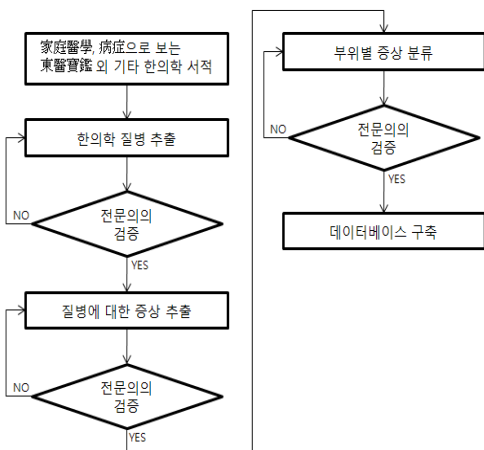 家庭醫學, 病症으로 보는
東醫寶鑑 외 기타 한의학 서적
한의학 질병 추출
전문의의
검증
NO
YES
질병에 대한 증상 추출
전문의의
검증
NO
YES
부위별 증상 분류
전문의의
검증
NO
YES
데이터베이스 구축